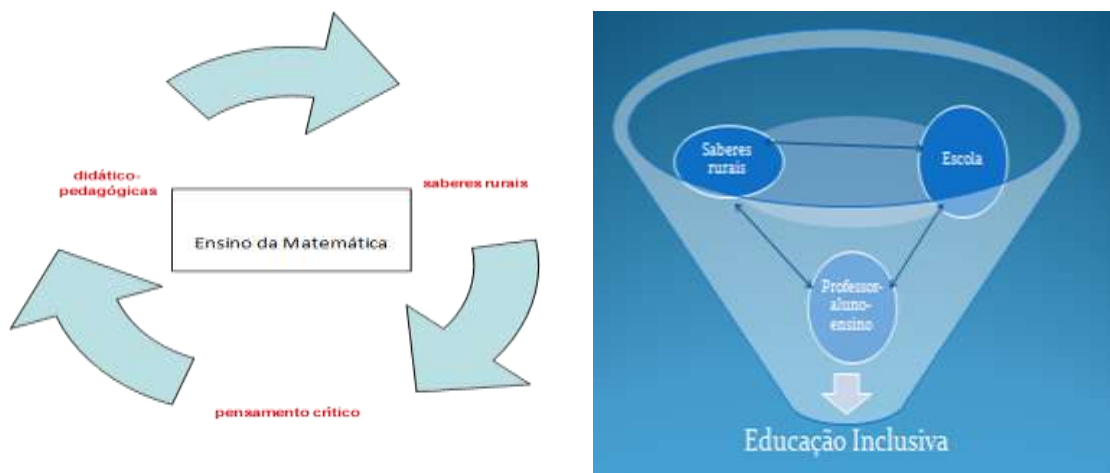 didático-
pedagógicas
saberes rurais
Ensino da Matemática
pensamento crítico
Saberes
rurais
Escola
Professor-
aluno-
ensino
Educação Inclusiva